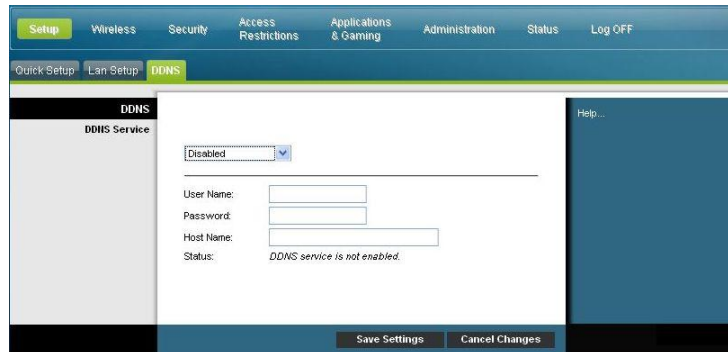 Setup Wireless Security Access Restrictions Applications & Gaming Administration Status Log OFF
Quick Setup Lan Setup DDNS
DDNS
DDNS Service
Help...
Disabled
User Name:
Password:
Host Name:
Status: DDNS service is not enabled.
Save Settings Cancel Changes